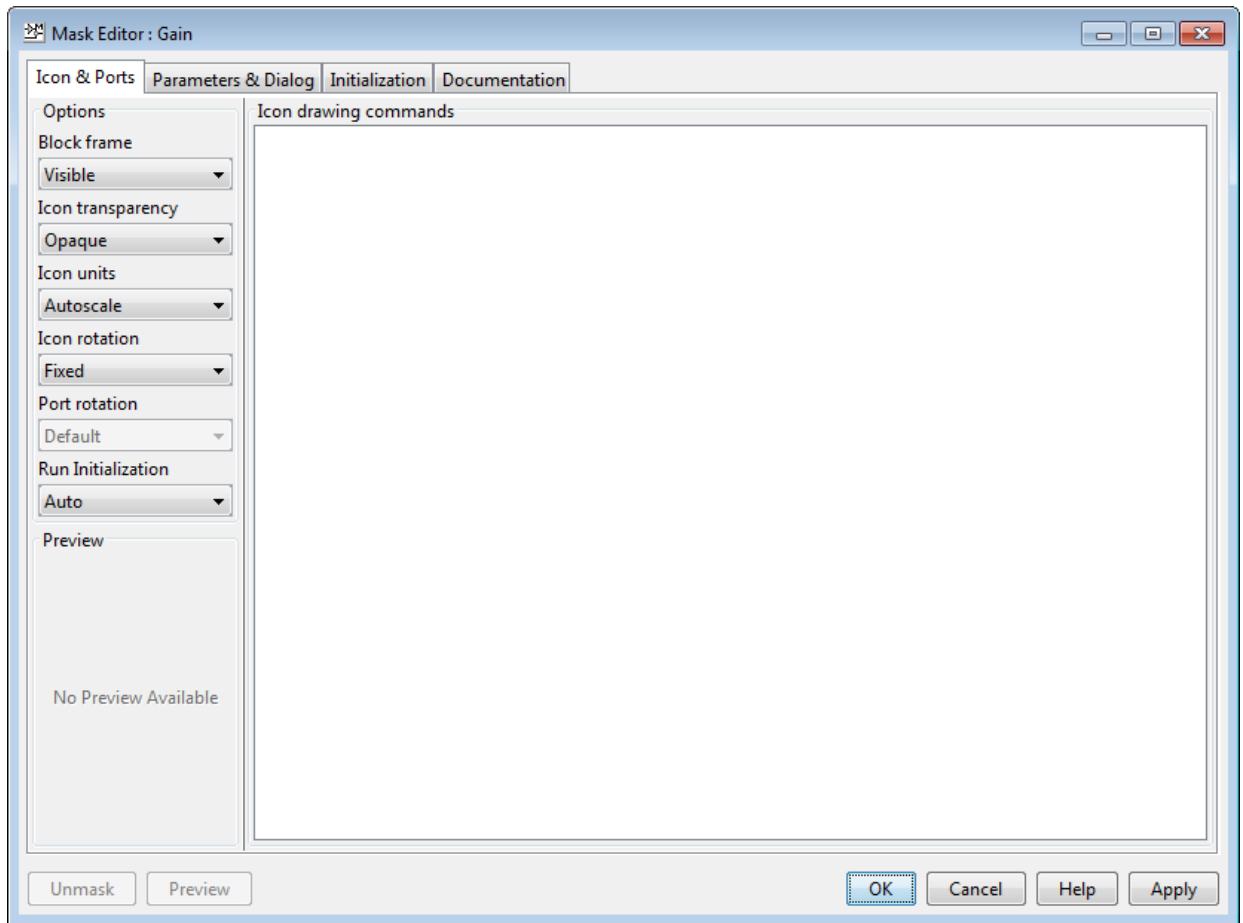 Mask Editor : Gain
Icon & Ports Parameters & Dialog Initialization Documentation
Options
Block frame
Visible
Icon transparency
Opaque
Icon units
Autoscale
Icon rotation
Fixed
Port rotation
Default
Run Initialization
Auto
Preview
No Preview Available
Icon drawing commands
Unmask Preview OK Cancel Help Apply